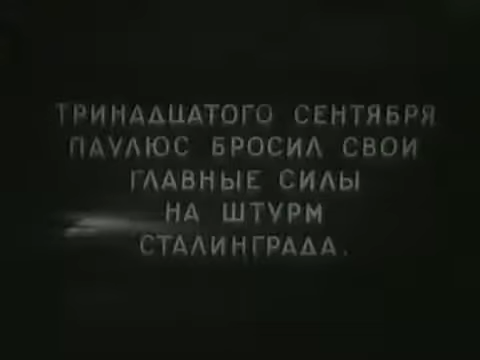 ТРИНАДЦАТОГО СЕНТЯБРЯ
ПАУЛЮС БРОСИЛ СВОИ
ГЛАВНЫЕ СИЛЫ
НА ШТУРМ
СТАЛИНГРАДА.